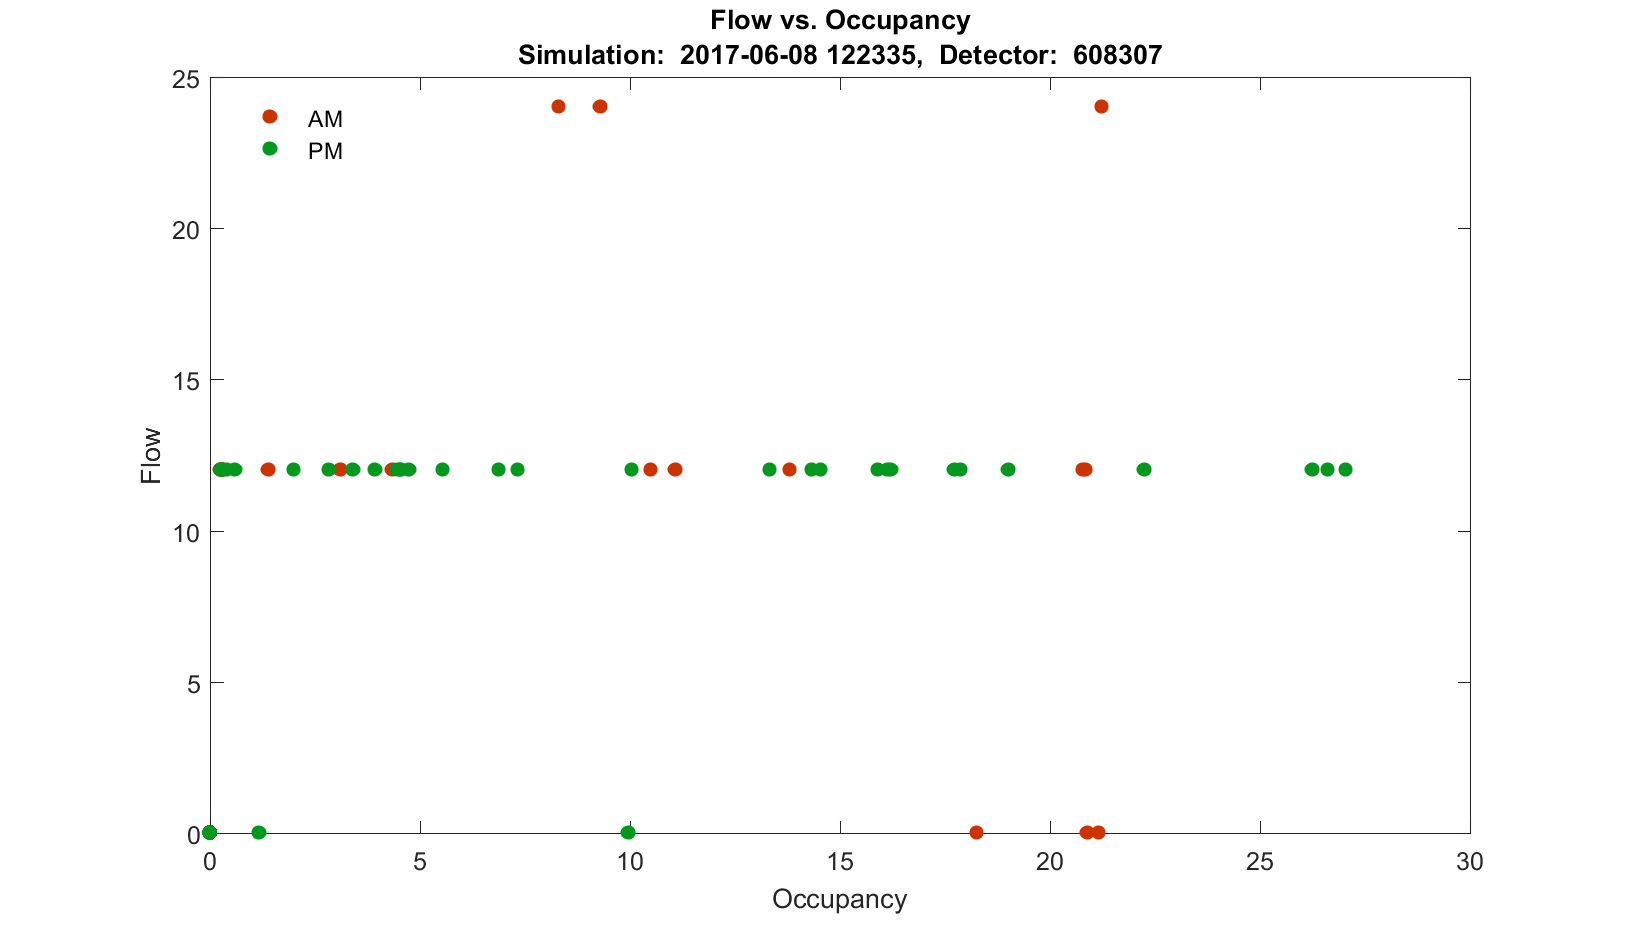 Flow vs. Occupancy
Simulation:  2017-06-08 122335,  Detector:  608307
25
AM
PM
20
15
Flow
10
5
0
0 5 10 15 20 25 30
Occupancy